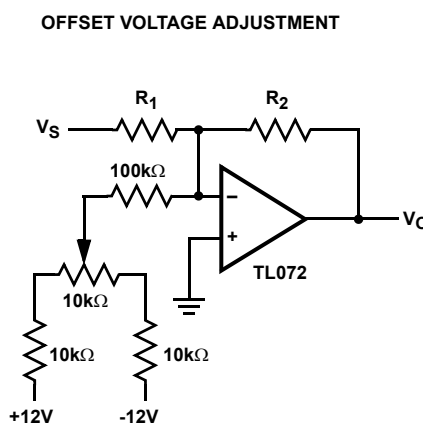 OFFSET VOLTAGE ADJUSTMENT
R1
R2
VS
100kΩ
−
+
VO
TL072
10kΩ
10kΩ
10kΩ
+12V
-12V